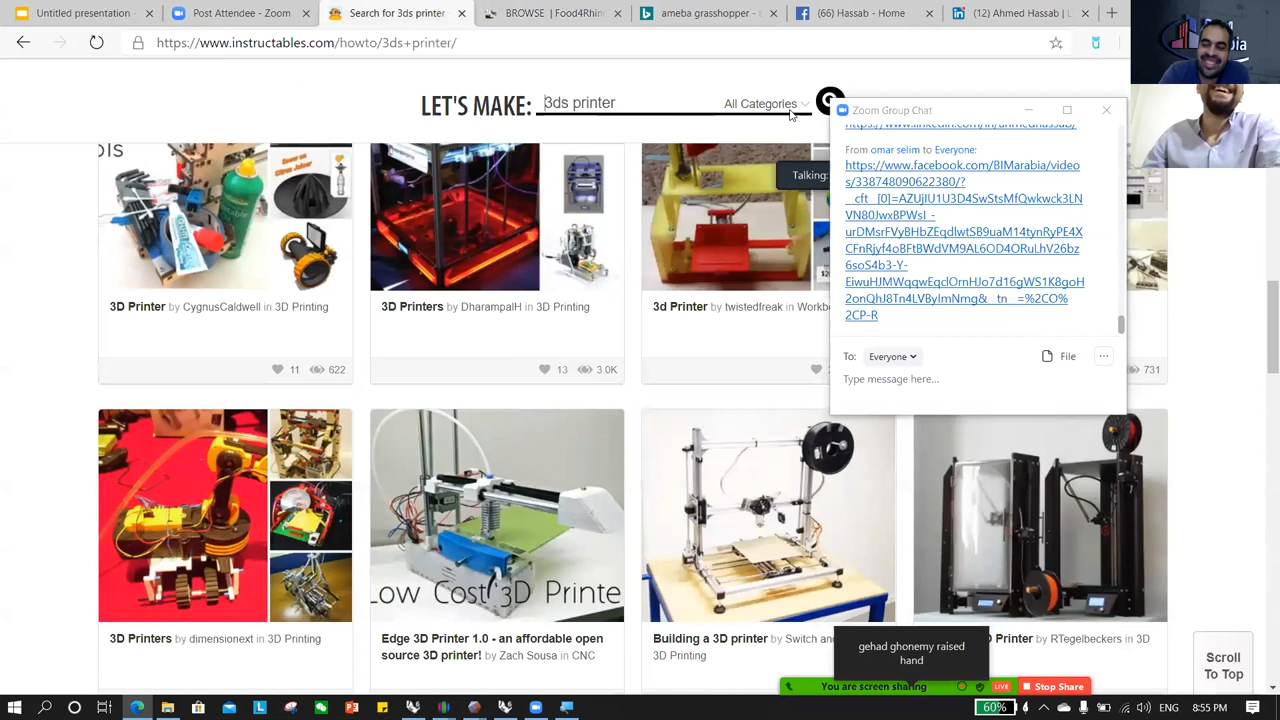 Untitled presentation
Post Attendee - Zoom
Search for 3ds printer
BROWSE | Food4Rhin
ameba grasshopper -
(66) Hassab | Face
(12) Ahmed Hassab |
https://www.instructables.com/howto/3ds+printer/
LET'S MAKE:
3ds printer
All Categories
Zoom Group Chat
From omar selim to Everyone:
https://www.facebook.com/BIMarabia/video
s/338748090622380/?
Talking:
3D Printer by CygnusCaldwell in 3D Printing
3D Printers by DharampalH in 3D Printing
3d Printer by twistedfreak in Workb
2CP-R
To: Everyone
File
Type message here...
11 622
13 3.0K
731
Low Cost 3D Printe
3D Printers by dimensionext in 3D Printing
Edge 3D Printer 1.0 - an affordable open
source 3D printer! by Zach Sousa in CNC
Building a 3D printer by Switch and
3D Printing
Printer by RTegelbeckers in 3D
Printing
gehad ghonemy raised
hand
Scroll
To Top
You are screen sharing
LIVE
Stop Share
60%
ENG
8:55 PM